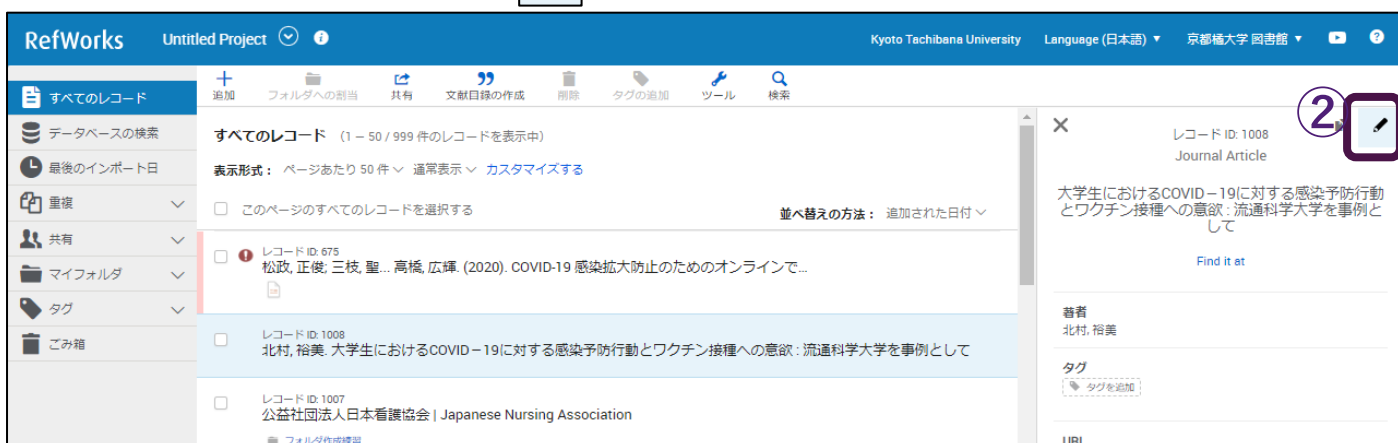 RefWorks Untitled Project
Kyoto Tachibana University Language (日本語) ▼ 京都橘大学 図書館 ▼
すべてのレコード
データベースの検索
最後のインポート日
重複
共有
マイフォルダ
タグ
ごみ箱
追加 フォルダへの割当 共有 文献目録の作成 削除 タグの追加 ツール 検索
すべてのレコード (1 – 50 / 999 件のレコードを表示中)
表示形式： ページあたり 50 件 通常表示 カスタマイズする
このページのすべてのレコードを選択する
並べ替えの方法： 追加された日付
レコード ID: 675
松政, 正俊; 三枝, 聖... 高橋, 広輝. (2020). COVID-19 感染拡大防止のためのオンラインで...
レコード ID: 1008
北村, 裕美. 大学生におけるCOVID－19に対する感染予防行動とワクチン接種への意欲 : 流通科学大学を事例として
レコード ID: 1007
公益社団法人日本看護協会 | Japanese Nursing Association
フォルダ作成練習
②
レコード ID: 1008
Journal Article
大学生におけるCOVID－19に対する感染予防行動
とワクチン接種への意欲 : 流通科学大学を事例と
して
Find it at
著者
北村, 裕美
タグ
タグを追加
URL